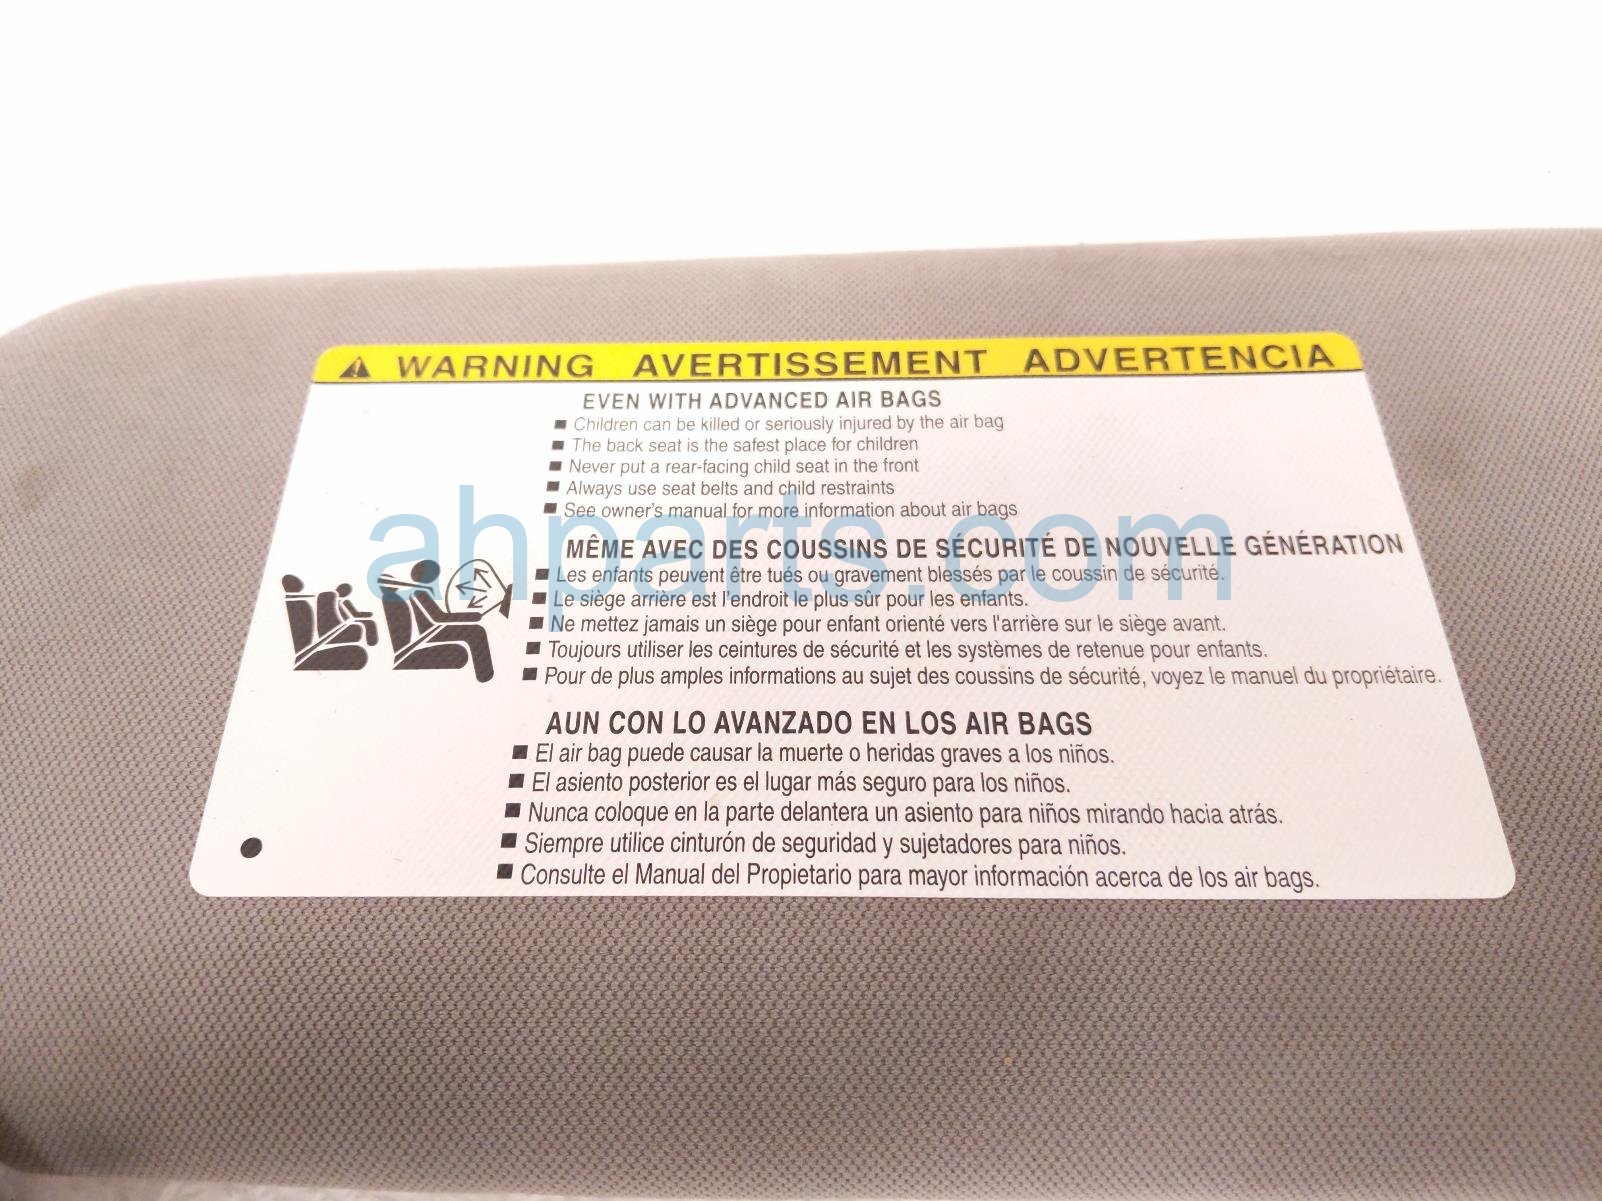 WARNING AVERTISSEMENT ADVERTENCIA
EVEN WITH ADVANCED AIR BAGS
■ Children can be killed or seriously injured by the air bag
■ The back seat is the safest place for children
■ Never put a rear-facing child seat in the front
■ Always use seat belts and child restraints
■ See owner's manual for more information about air bags
ahparts.com
MÊME AVEC DES COUSSINS DE SÉCURITÉ DE NOUVELLE GÉNÉRATION
■ Les enfants peuvent être tués ou gravement blessés par le coussin de sécurité.
■ Le siège arrière est l'endroit le plus sûr pour les enfants.
■ Ne mettez jamais un siège pour enfant orienté vers l'arrière sur le siège avant.
■ Toujours utiliser les ceintures de sécurité et les systèmes de retenue pour enfants.
■ Pour de plus amples informations au sujet des coussins de sécurité, voyez le manuel du propriétaire.
AUN CON LO AVANZADO EN LOS AIR BAGS
■ El air bag puede causar la muerte o heridas graves a los niños.
■ El asiento posterior es el lugar más seguro para los niños.
■ Nunca coloque en la parte delantera un asiento para niños mirando hacia atrás.
■ Siempre utilice cinturón de seguridad y sujetadores para niños.
■ Consulte el Manual del Propietario para mayor información acerca de los air bags.